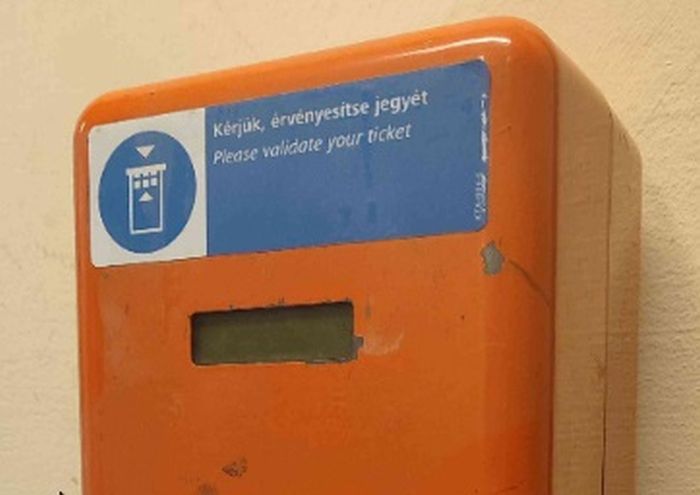 Kérjük, érvényesítse jegyét
Please validate your ticket